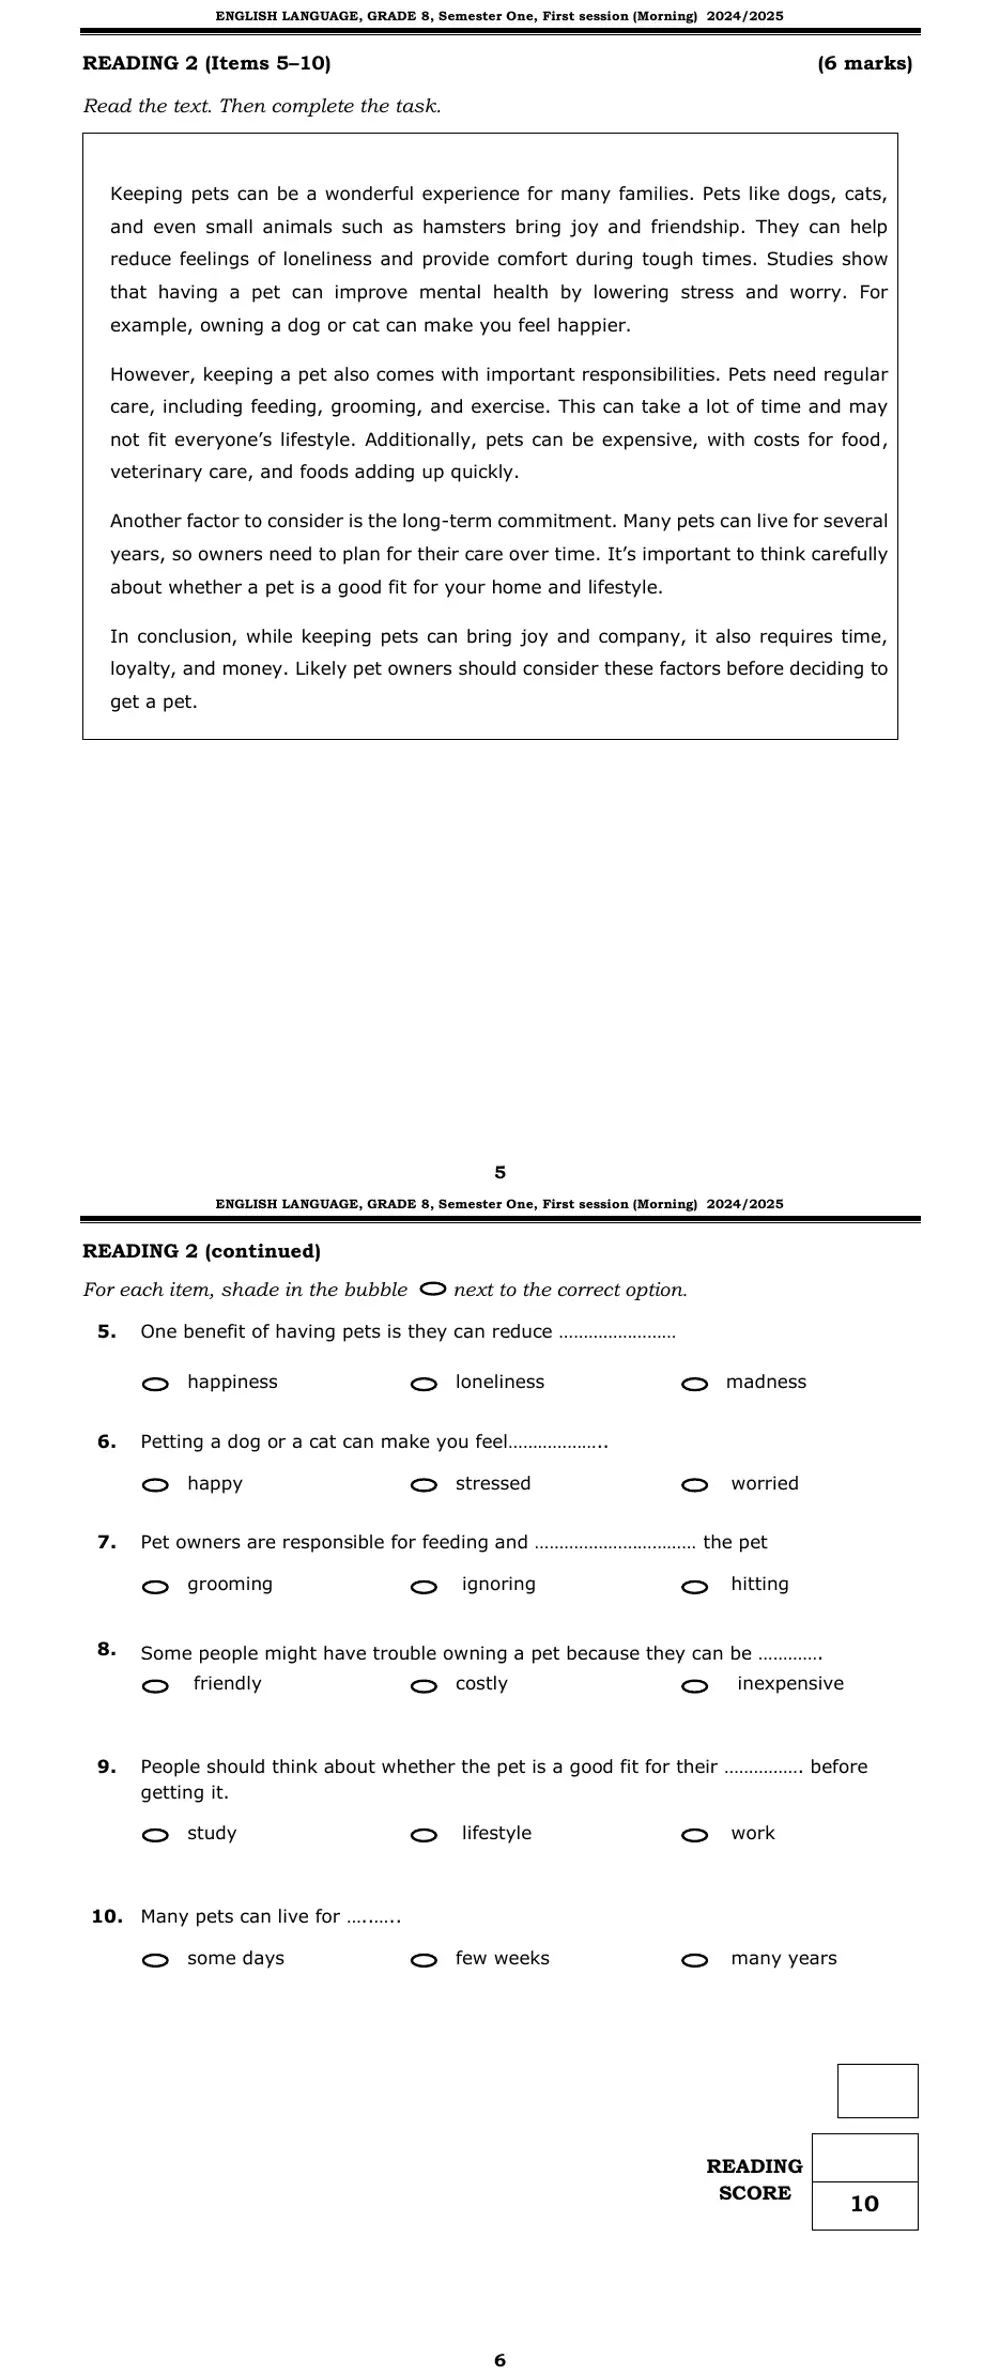 ENGLISH LANGUAGE, GRADE 8, Semester One, First session (Morning) 2024/2025
READING 2 (Items 5–10) (6 marks)
Read the text. Then complete the task.
Keeping pets can be a wonderful experience for many families. Pets like dogs, cats,
and even small animals such as hamsters bring joy and friendship. They can help
reduce feelings of loneliness and provide comfort during tough times. Studies show
that having a pet can improve mental health by lowering stress and worry. For
example, owning a dog or cat can make you feel happier.
However, keeping a pet also comes with important responsibilities. Pets need regular
care, including feeding, grooming, and exercise. This can take a lot of time and may
not fit everyone’s lifestyle. Additionally, pets can be expensive, with costs for food,
veterinary care, and foods adding up quickly.
Another factor to consider is the long-term commitment. Many pets can live for several
years, so owners need to plan for their care over time. It’s important to think carefully
about whether a pet is a good fit for your home and lifestyle.
In conclusion, while keeping pets can bring joy and company, it also requires time,
loyalty, and money. Likely pet owners should consider these factors before deciding to
get a pet.
5
ENGLISH LANGUAGE, GRADE 8, Semester One, First session (Morning) 2024/2025
READING 2 (continued)
For each item, shade in the bubble next to the correct option.
5. One benefit of having pets is they can reduce ……………………
happiness loneliness madness
6. Petting a dog or a cat can make you feel………………..
happy stressed worried
7. Pet owners are responsible for feeding and …………………………… the pet
grooming ignoring hitting
8. Some people might have trouble owning a pet because they can be ………….
friendly costly inexpensive
9. People should think about whether the pet is a good fit for their ……………. before
getting it.
study lifestyle work
10. Many pets can live for …..…..
some days few weeks many years
READING
SCORE
10
6